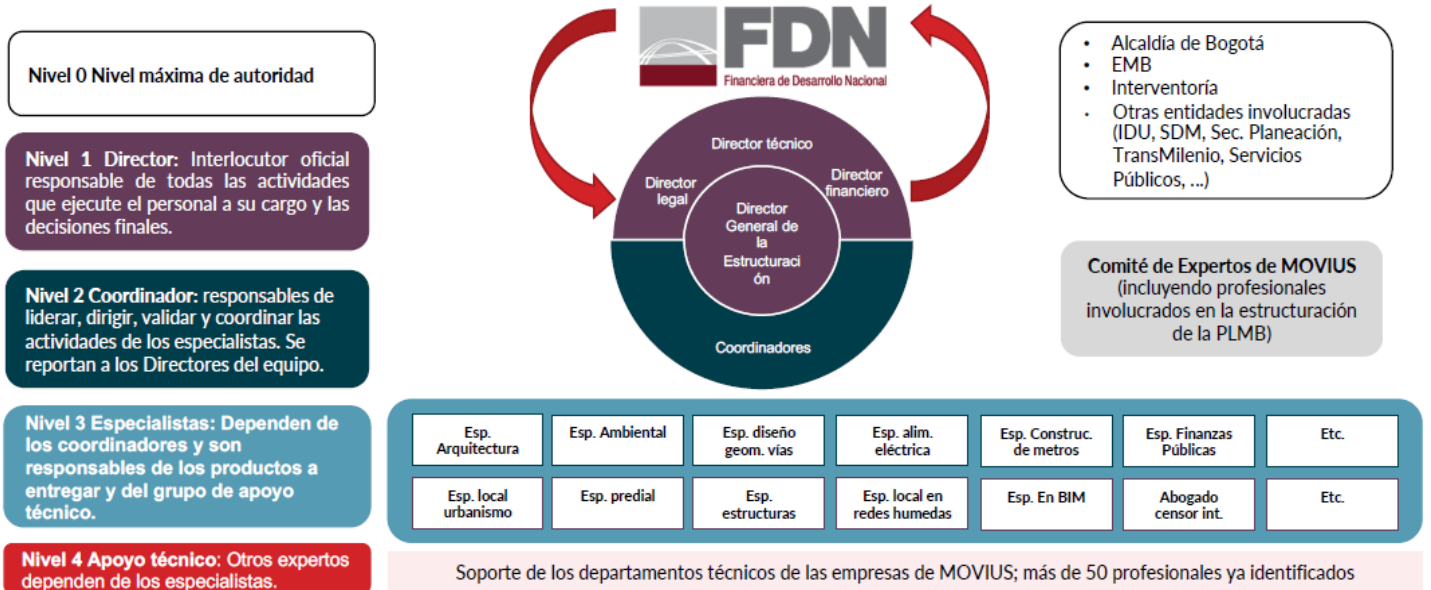 Nivel 0 Nivel máxima de autoridad
Nivel 1 Director: Interlocutor oficial
responsable de todas las actividades
que ejecute el personal a su cargo y las
decisiones finales.
Nivel 2 Coordinador: responsables de
liderar, dirigir, validar y coordinar las
actividades de los especialistas. Se
reportan a los Directores del equipo.
Nivel 3 Especialistas: Dependen de
los coordinadores y son
responsables de los productos a
entregar y del grupo de apoyo
técnico.
Nivel 4 Apoyo técnico: Otros expertos
dependen de los especialistas.
FDN
Financiera de Desarrollo Nacional
Director técnico
Director
legal
Director
financiero
Director
General de
la
Estructuraci
ón
Coordinadores
• Alcaldía de Bogotá
• EMB
• Interventoría
• Otras entidades involucradas
(IDU, SDM, Sec. Planeación,
TransMilenio, Servicios
Públicos, ...)
Comité de Expertos de MOVIUS
(incluyendo profesionales
involucrados en la estructuración
de la PLMB)
Esp.
Arquitectura
Esp. Ambiental
Esp. diseño
geom. vías
Esp. alim.
eléctrica
Esp. Construc.
de metros
Esp. Finanzas
Públicas
Etc.
Esp. local
urbanismo
Esp. predial
Esp.
estructuras
Esp. local en
redes humedas
Esp. En BIM
Abogado
censor int.
Etc.
Soporte de los departamentos técnicos de las empresas de MOVIUS; más de 50 profesionales ya identificados